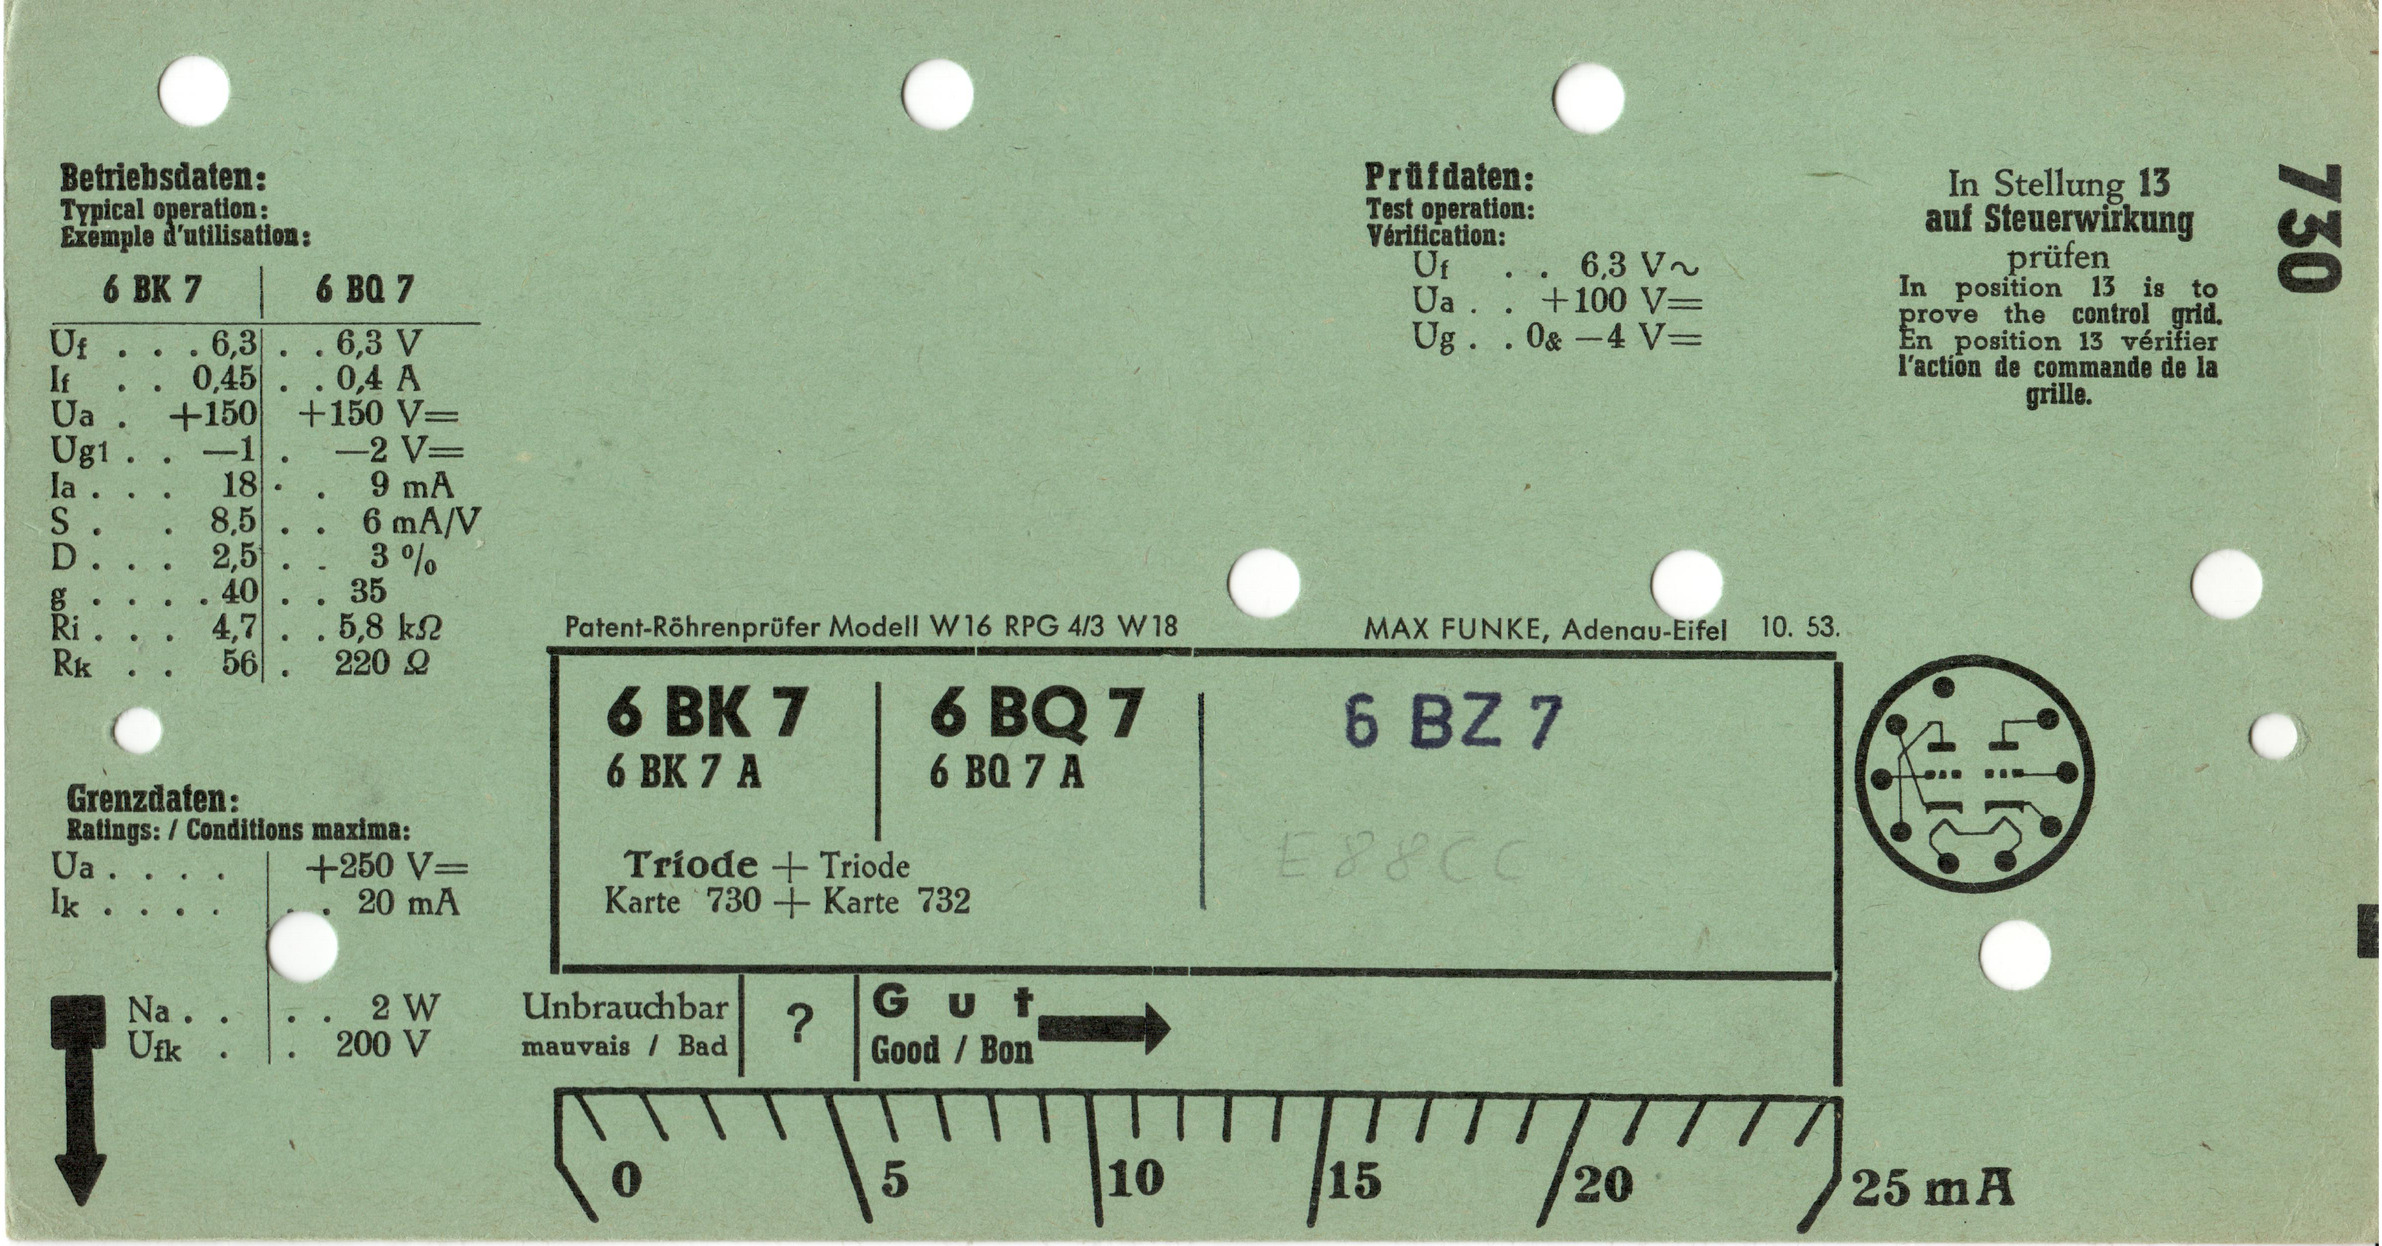 Betriebsdaten:
Typical operation:
Exemple d'utilisation:
6 BK 7 | 6 BQ 7
Uf . . . 6,3 . . 6,3 V
If . . 0,45 . . 0,4 A
Ua . +150 +150 V=
Ug1 . . —1 . —2 V=
Ia . . . 18 . . 9 mA
S . . 8,5 . . 6 mA/V
D . . . 2,5 . . 3 %
g . . . . 40 . . 35
Ri . . . 4,7 . . 5,8 kΩ
Rk . . 56 . 220 Ω
Grenzdaten:
Ratings: / Conditions maxima:
Ua . . . . +250 V=
Ik . . . . . . 20 mA
Na . . . . 2 W
Ufk . . 200 V
Prüfdaten:
Test operation:
Vérification:
Uf . . 6,3 V~
Ua . . +100 V=
Ug . . 0& —4 V=
In Stellung 13
auf Steuerwirkung
prüfen
In position 13 is to
prove the control grid.
En position 13 vérifier
l'action de commande de la
grille.
730
Patent-Röhrenprüfer Modell W16 RPG 4/3 W18 MAX FUNKE, Adenau-Eifel 10. 53.
6 BK 7 6 BQ 7 6 BZ 7
6 BK 7 A 6 BQ 7 A
E88CC
Triode + Triode
Karte 730 + Karte 732
Unbrauchbar ? Gut
mauvais / Bad Good / Bon
0 5 10 15 20 25 mA